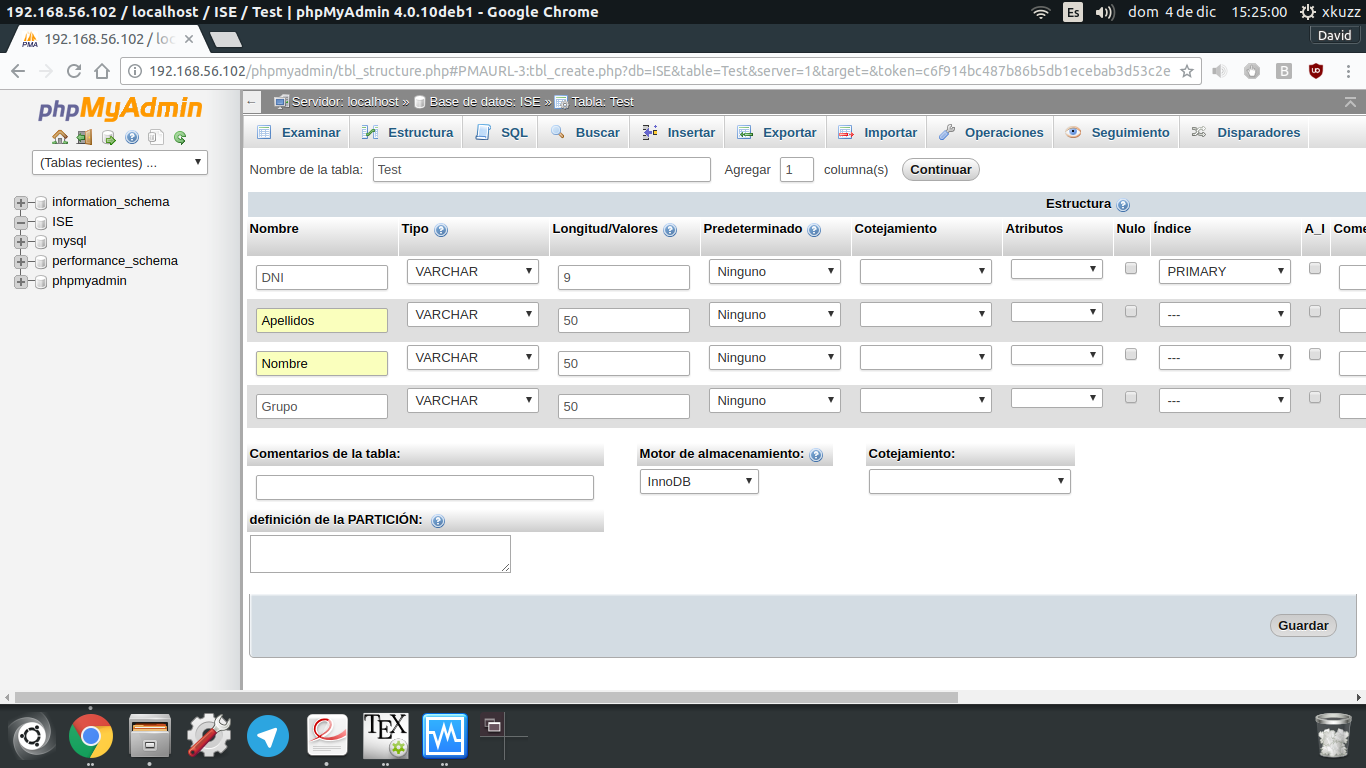 192.168.56.102 / localhost / ISE / Test | phpMyAdmin 4.0.10deb1 - Google Chrome Es dom 4 de dic 15:25:00 xkuzz
PMA 192.168.56.102 / loc × David
192.168.56.102/phpmyadmin/tbl_structure.php#PMAURL-3:tbl_create.php?db=ISE&table=Test&server=1&target=&token=c6f914bc487b86b5db1ecebab3d53c2e B
phpMyAdmin
(Tablas recientes) ...
information_schema
ISE
mysql
performance_schema
phpmyadmin
Servidor: localhost » Base de datos: ISE » Tabla: Test
Examinar Estructura SQL Buscar Insertar Exportar Importar Operaciones Seguimiento Disparadores
Nombre de la tabla: Test Agregar 1 columna(s) Continuar
Estructura
Nombre Tipo Longitud/Valores Predeterminado Cotejamiento Atributos Nulo Índice A_I Come
DNI VARCHAR 9 Ninguno PRIMARY
Apellidos VARCHAR 50 Ninguno ---
Nombre VARCHAR 50 Ninguno ---
Grupo VARCHAR 50 Ninguno ---
Comentarios de la tabla: Motor de almacenamiento: Cotejamiento:
InnoDB
definición de la PARTICIÓN:
Guardar
TEX